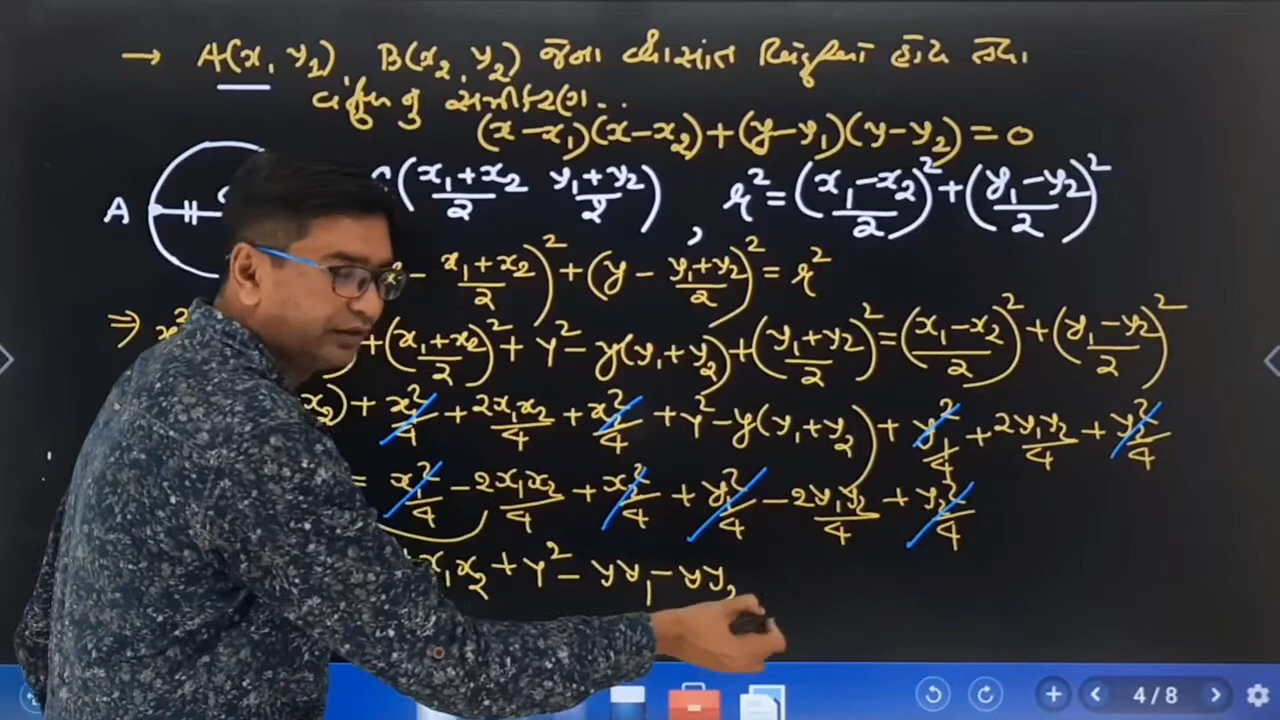 → A(x₁ y₁), B(x₂, y₂) જેના વ્યાસાંત બિંદુઓ હોય તેવા
વર્તુળ નું સમીકરણ..
(x-x₁)(x-x₂)+(y-y₁)(y-y₂)=0
A (x₁+x₂/2 y₁+y₂/2), r²=(x₁-x₂/2)²+(y₁-y₂/2)²
- x₁+x₂/2)²+(y - y₁+y₂/2)²=r²
⇒ x² +(x₁+x₂/2)²+y²-y(y₁+y₂)+(y₁+y₂/2)²=(x₁-x₂/2)²+(y₁-y₂/2)²
x₂)+x₁²/4+2x₁x₂/4+x₂²/4+y²-y(y₁+y₂)+y₁²/4+2y₁y₂/4+y₂²/4
=x₁²/4-2x₁x₂/4+x₂²/4+y₁²/4-2y₁y₂/4+y₂²/4
+x₁x₂+y²-yy₁-yy₂
4 / 8